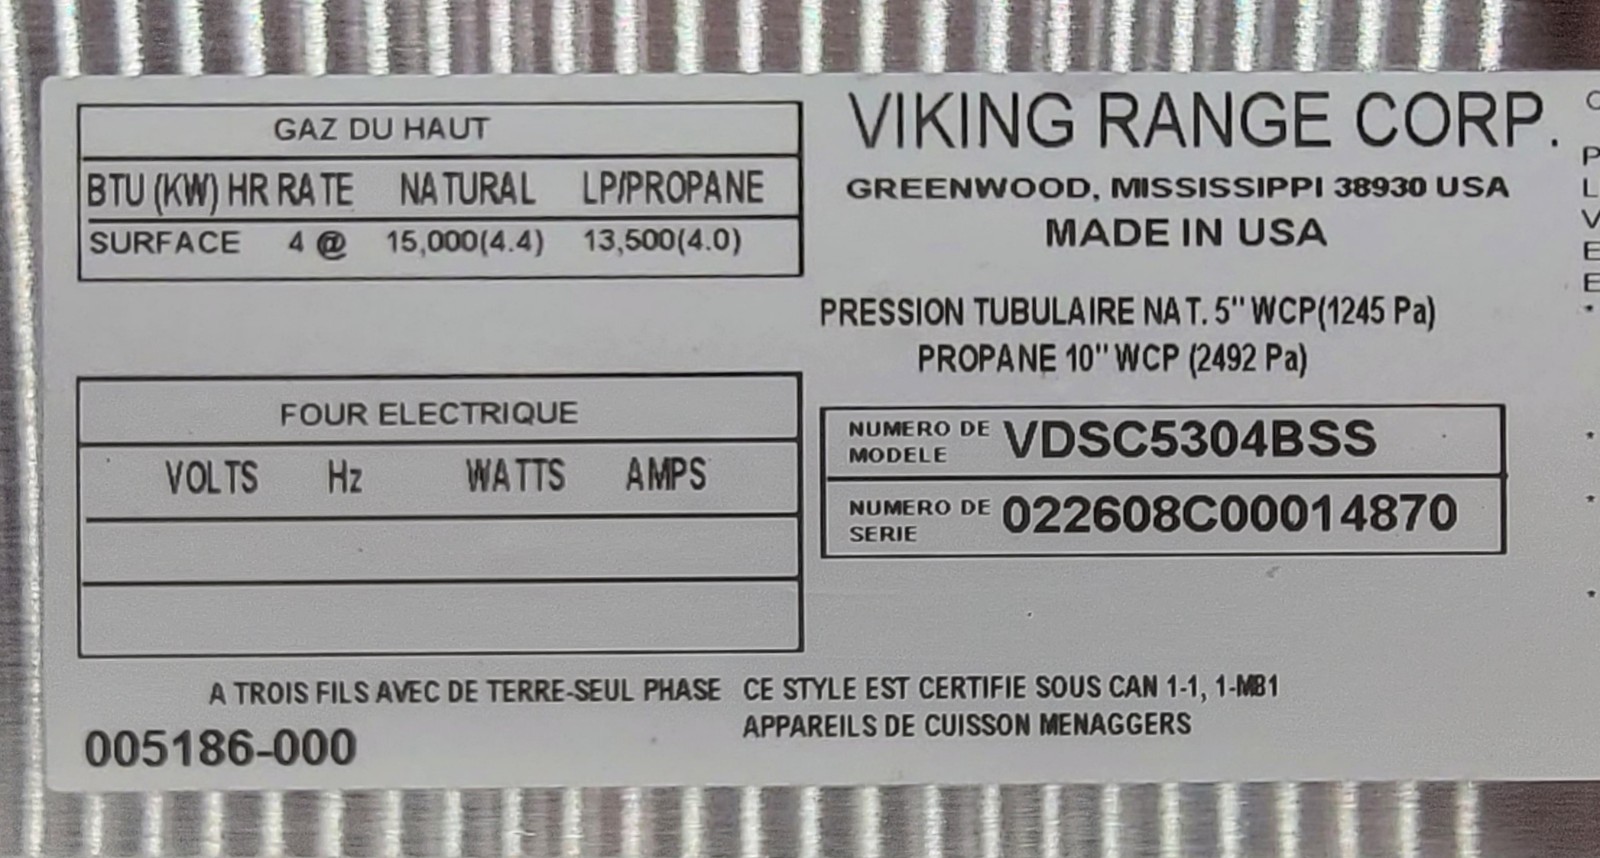 GAZ DU HAUT
BTU (KW) HR RATE NATURAL LP/PROPANE
SURFACE 4 @ 15,000(4.4) 13,500(4.0)
VIKING RANGE CORP.
GREENWOOD, MISSISSIPPI 38930 USA
MADE IN USA
PRESSION TUBULAIRE NAT. 5" WCP(1245 Pa)
PROPANE 10" WCP (2492 Pa)
FOUR ELECTRIQUE
VOLTS Hz WATTS AMPS
NUMERO DE MODELE VDSC5304BSS
NUMERO DE SERIE 022608C00014870
A TROIS FILS AVEC DE TERRE-SEUL PHASE
005186-000
CE STYLE EST CERTIFIE SOUS CAN 1-1, 1-M81
APPAREILS DE CUISSON MENAGGERS